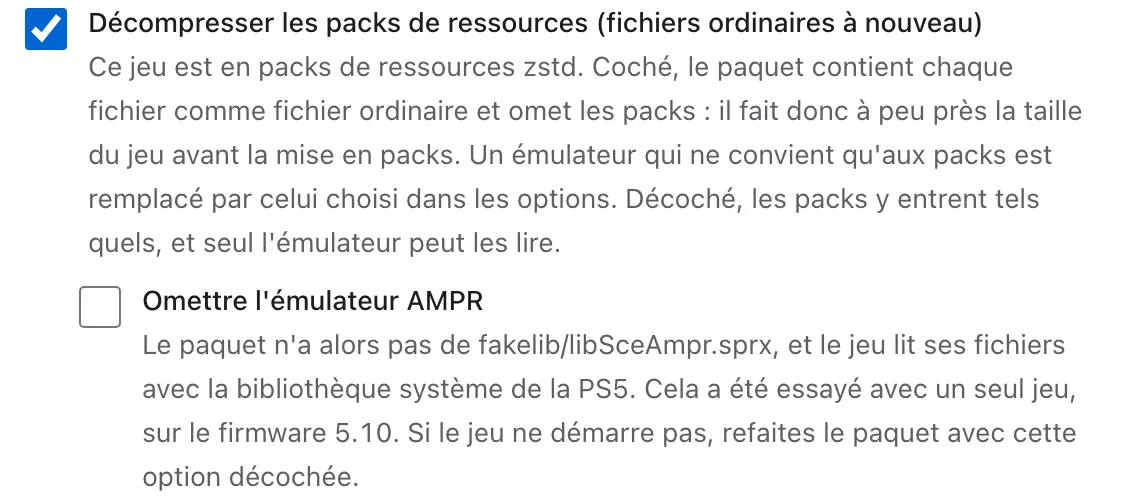 Décompresser les packs de ressources (fichiers ordinaires à nouveau)
Ce jeu est en packs de ressources zstd. Coché, le paquet contient chaque
fichier comme fichier ordinaire et omet les packs : il fait donc à peu près la taille
du jeu avant la mise en packs. Un émulateur qui ne convient qu'aux packs est
remplacé par celui choisi dans les options. Décoché, les packs y entrent tels
quels, et seul l'émulateur peut les lire.
Omettre l'émulateur AMPR
Le paquet n'a alors pas de fakelib/libSceAmpr.sprx, et le jeu lit ses fichiers
avec la bibliothèque système de la PS5. Cela a été essayé avec un seul jeu,
sur le firmware 5.10. Si le jeu ne démarre pas, refaites le paquet avec cette
option décochée.